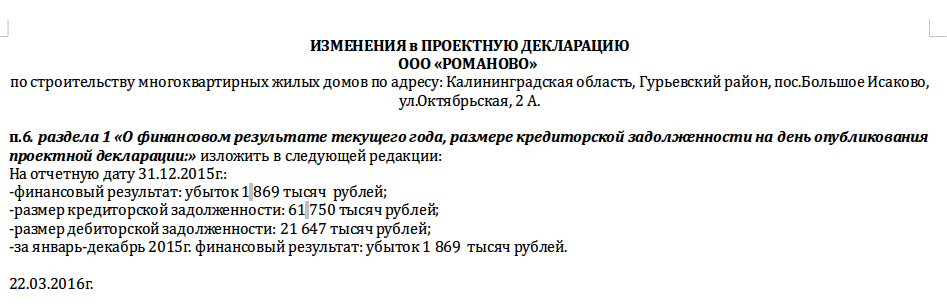 ИЗМЕНЕНИЯ в ПРОЕКТНУЮ ДЕКЛАРАЦИЮ
ООО «РОМАНОВО»
по строительству многоквартирных жилых домов по адресу: Калининградская область, Гурьевский район, пос.Большое Исаково,
ул.Октябрьская, 2 А.
п.6. раздела 1 «О финансовом результате текущего года, размере кредиторской задолженности на день опубликования
проектной декларации:» изложить в следующей редакции:
На отчетную дату 31.12.2015г.:
-финансовый результат: убыток 1 869 тысяч  рублей;
-размер кредиторской задолженности: 61 750 тысяч рублей;
-размер дебиторской задолженности: 21 647 тысяч рублей;
-за январь-декабрь 2015г. финансовый результат: убыток 1 869  тысяч рублей.
22.03.2016г.